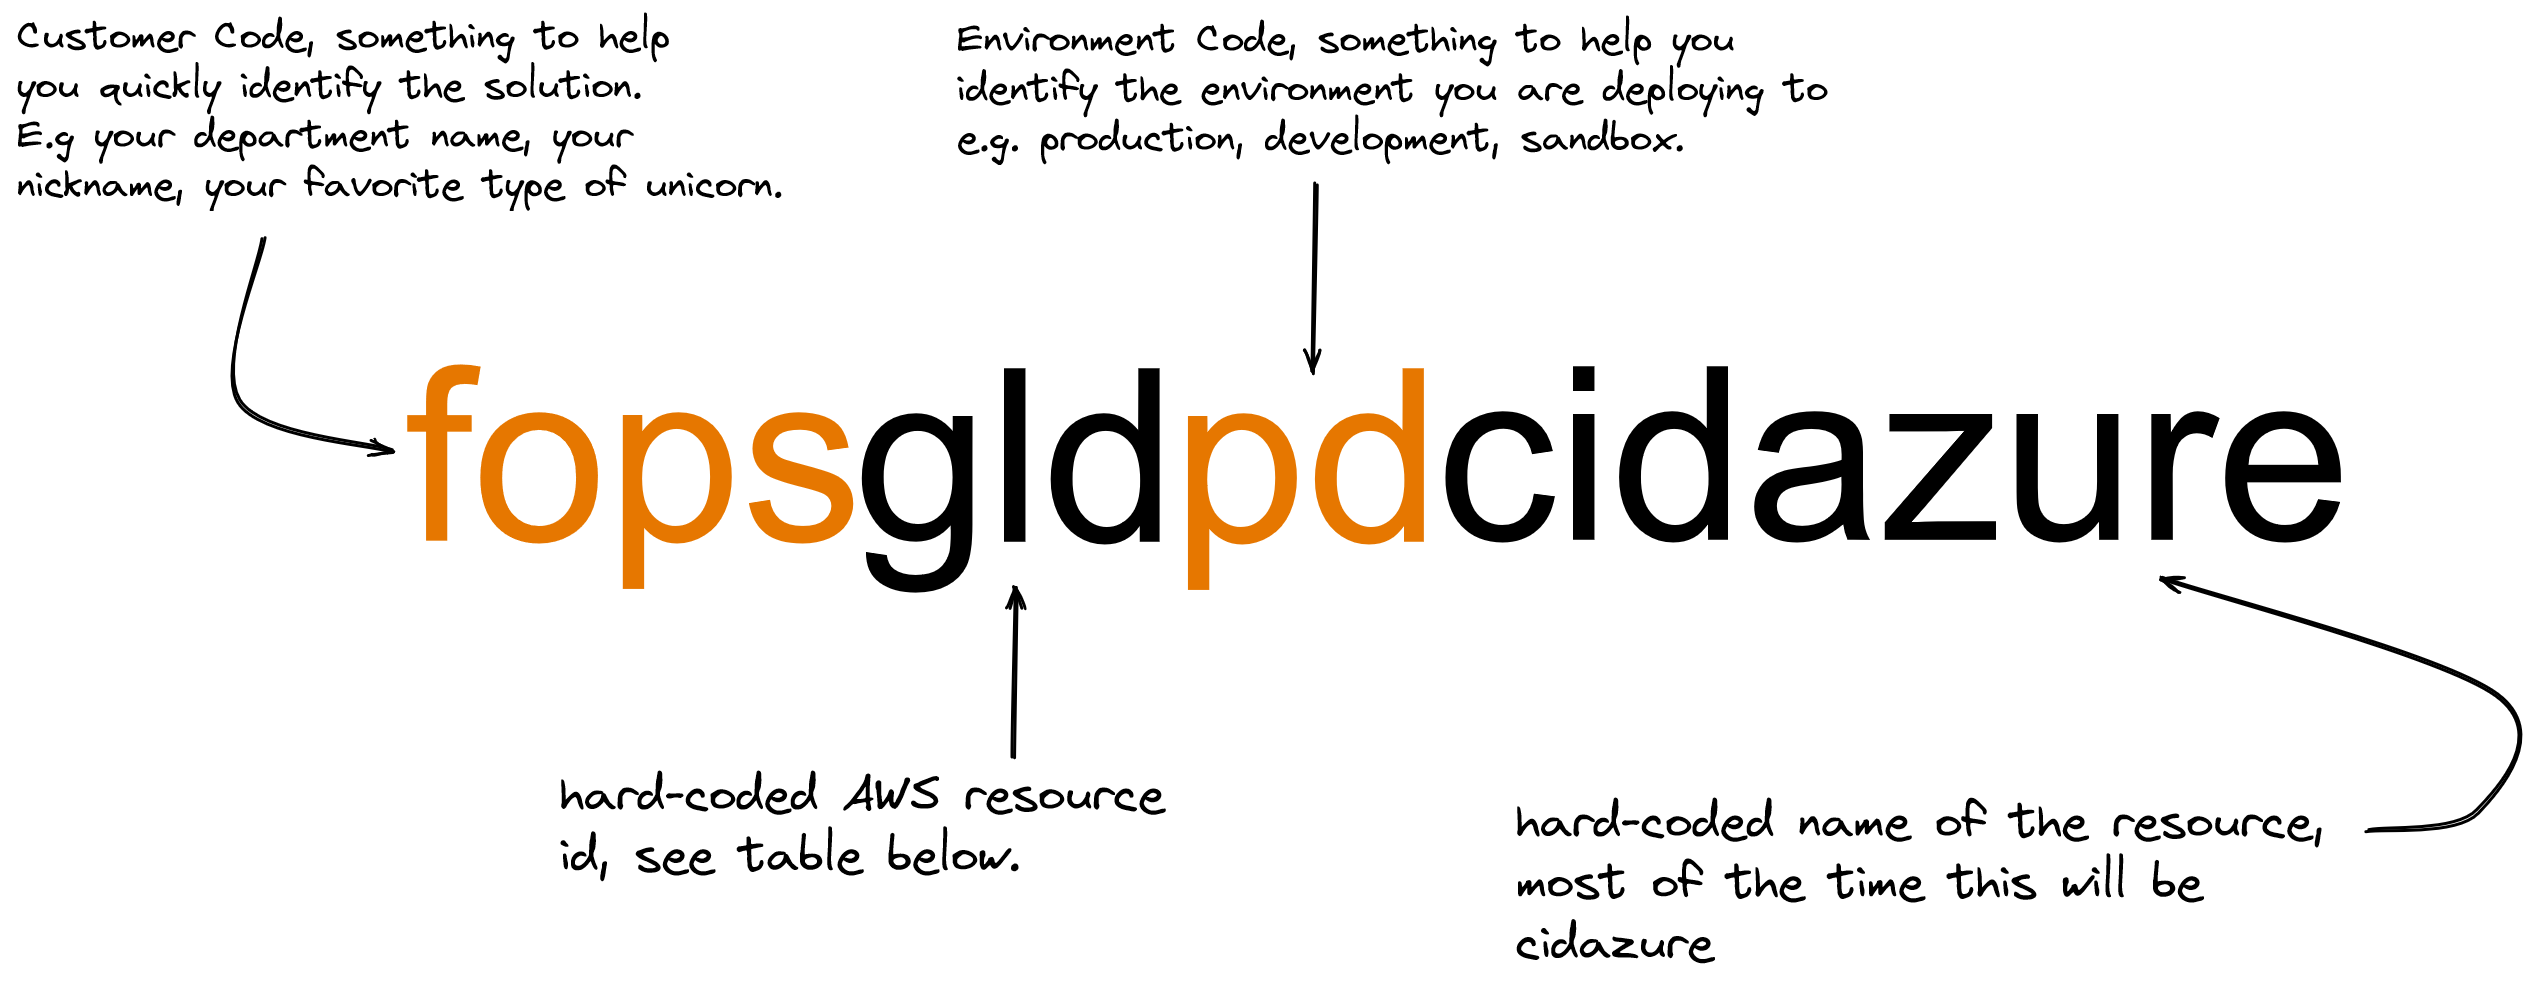 Customer Code, something to help
you quickly identify the solution.
E.g your department name, your
nickname, your favorite type of unicorn.
Environment Code, something to help you
identify the environment you are deploying to
e.g. production, development, sandbox.
fopsgldpdcidazure
hard-coded AWS resource
id, see table below.
hard-coded name of the resource,
most of the time this will be
cidazure